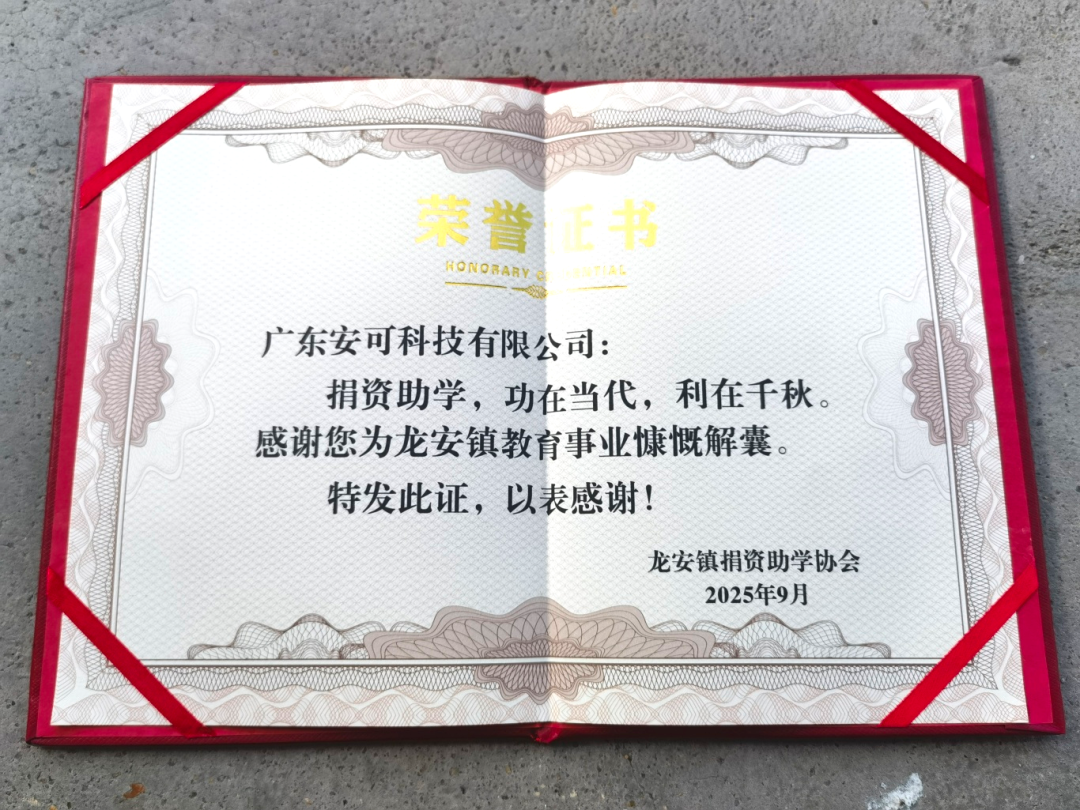 荣誉证书
HONORARY
广东安可科技有限公司：
捐资助学，功在当代，利在千秋。
感谢您为龙安镇教育事业慷慨解囊。
特发此证，以表感谢！
龙安镇捐资助学协会
2025年9月